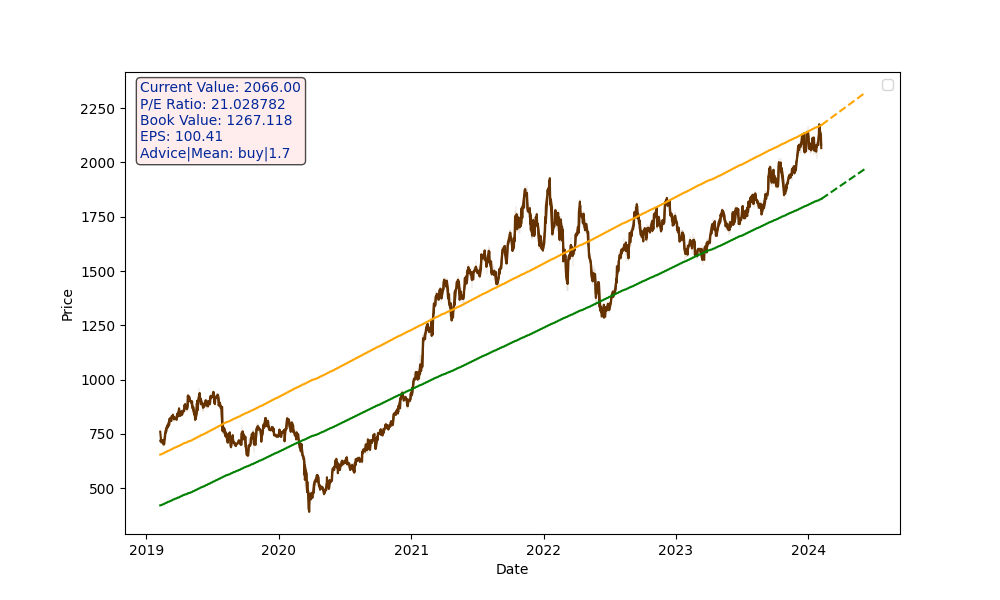 Current Value: 2066.00
P/E Ratio: 21.028782
Book Value: 1267.118
EPS: 100.41
Advice|Mean: buy|1.7
2250
2000
1750
1500
1250
1000
750
500
Price
2019 2020 2021 2022 2023 2024
Date